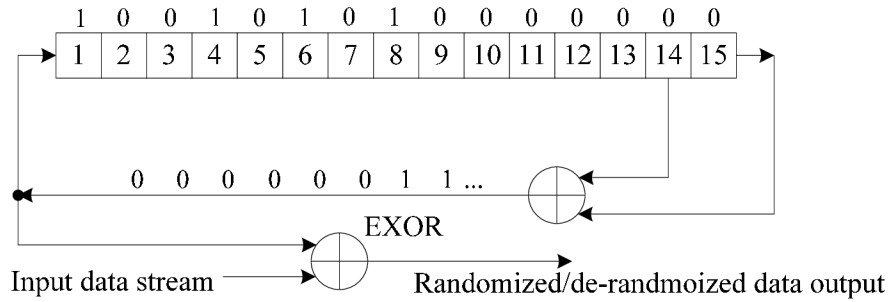 1 0 0 1 0 1 0 1 0 0 0 0 0 0 0
1 2 3 4 5 6 7 8 9 10 11 12 13 14 15
0 0 0 0 0 0 1 1 ...
EXOR
Input data stream
Randomized/de-randmoized data output